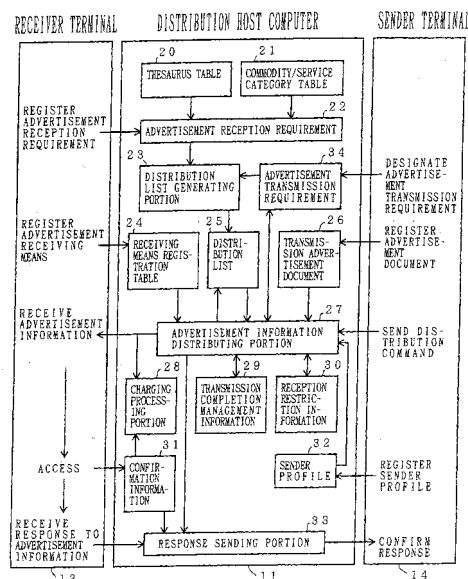 RECEIVER TERMINAL
DISTRIBUTION HOST COMPUTER
SENDER TERMINAL
20
21
THESAURUS TABLE
COMMODITY/SERVICE
CATEGORY TABLE
REGISTER
ADVERTISEMENT
RECEPTION
REQUIREMENT
22
ADVERTISEMENT RECEPTION REQUIREMENT
23
34
DISTRIBUTION
LIST GENERATING
PORTION
ADVERTISEMENT
TRANSMISSION
REQUIREMENT
DESIGNATE
ADVERTISE-
MENT
TRANSMISSION
REQUIREMENT
REGISTER
ADVERTISEMENT
RECEIVING
MEANS
24
25
26
RECEIVING
MEANS REGIS-
TRATION
TABLE
DISTRI-
BUTION
LIST
TRANSMISSION
ADVERTISEMENT
DOCUMENT
REGISTER
ADVERTISE-
MENT
DOCUMENT
RECEIVE
ADVERTISEMENT
INFORMATION
27
ADVERTISEMENT INFORMATION
DISTRIBUTING PORTION
SEND DIS-
TRIBUTION
COMMAND
28
29
30
CHARGING
PROCESS-
ING
PORTION
TRANSMISSION
COMPLETION
MANAGEMENT
INFORMATION
RECEPTION
RESTRIC-
TION IN-
FORMATION
31
32
ACCESS
CONFIR-
MATION
INFORMA-
TION
SENDER
PROFILE
REGISTER
SENDER
PROFILE
RECEIVE
RESPONSE TO
ADVERTISEMENT
INFORMATION
33
RESPONSE SENDING PORTION
CONFIRM
RESPONSE
13
11
14